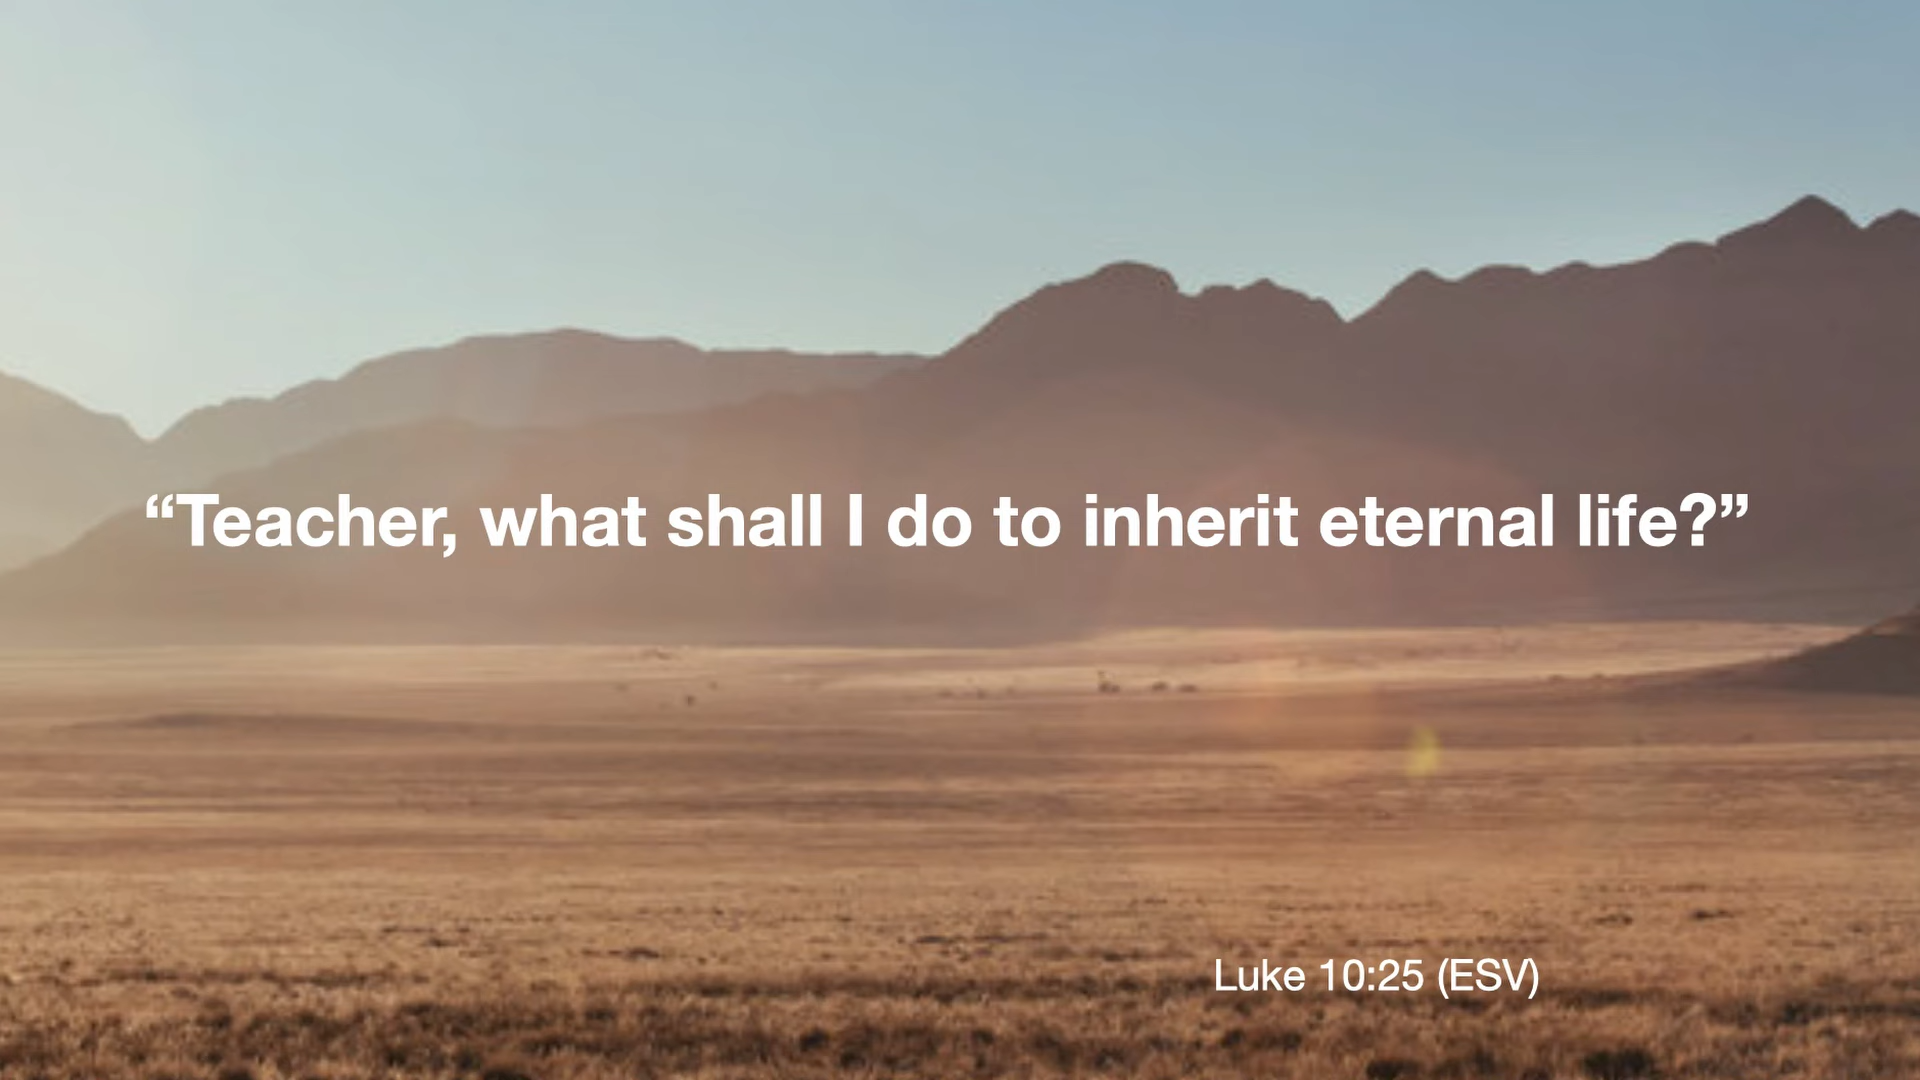 “Teacher, what shall I do to inherit eternal life?”
Luke 10:25 (ESV)